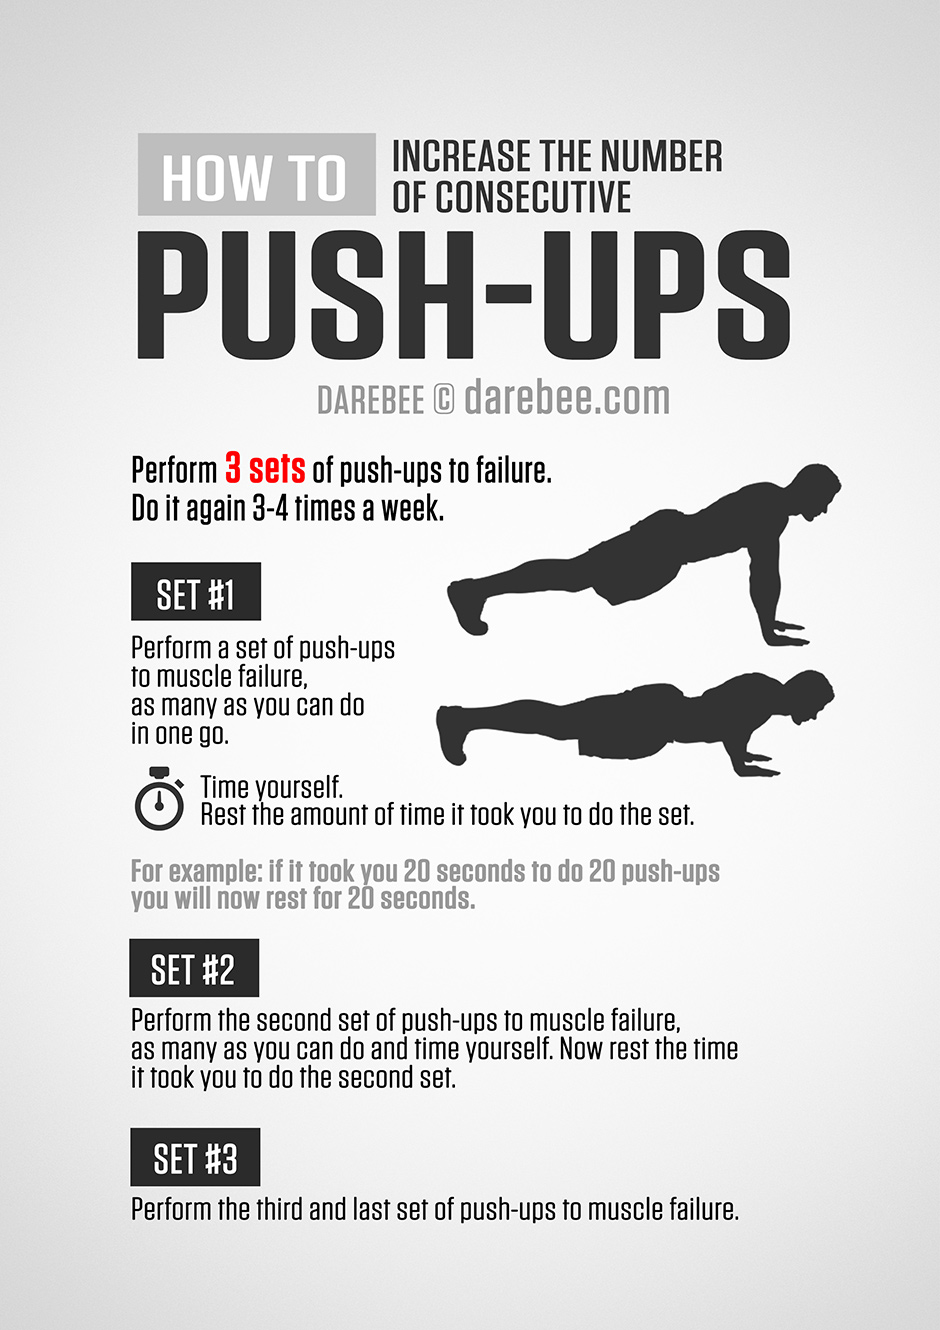 HOW TO
INCREASE THE NUMBER
OF CONSECUTIVE
PUSH-UPS
DAREBEE © darebee.com
Perform 3 sets of push-ups to failure.
Do it again 3-4 times a week.
SET #1
Perform a set of push-ups
to muscle failure,
as many as you can do
in one go.
Time yourself.
Rest the amount of time it took you to do the set.
For example: if it took you 20 seconds to do 20 push-ups
you will now rest for 20 seconds.
SET #2
Perform the second set of push-ups to muscle failure,
as many as you can do and time yourself. Now rest the time
it took you to do the second set.
SET #3
Perform the third and last set of push-ups to muscle failure.